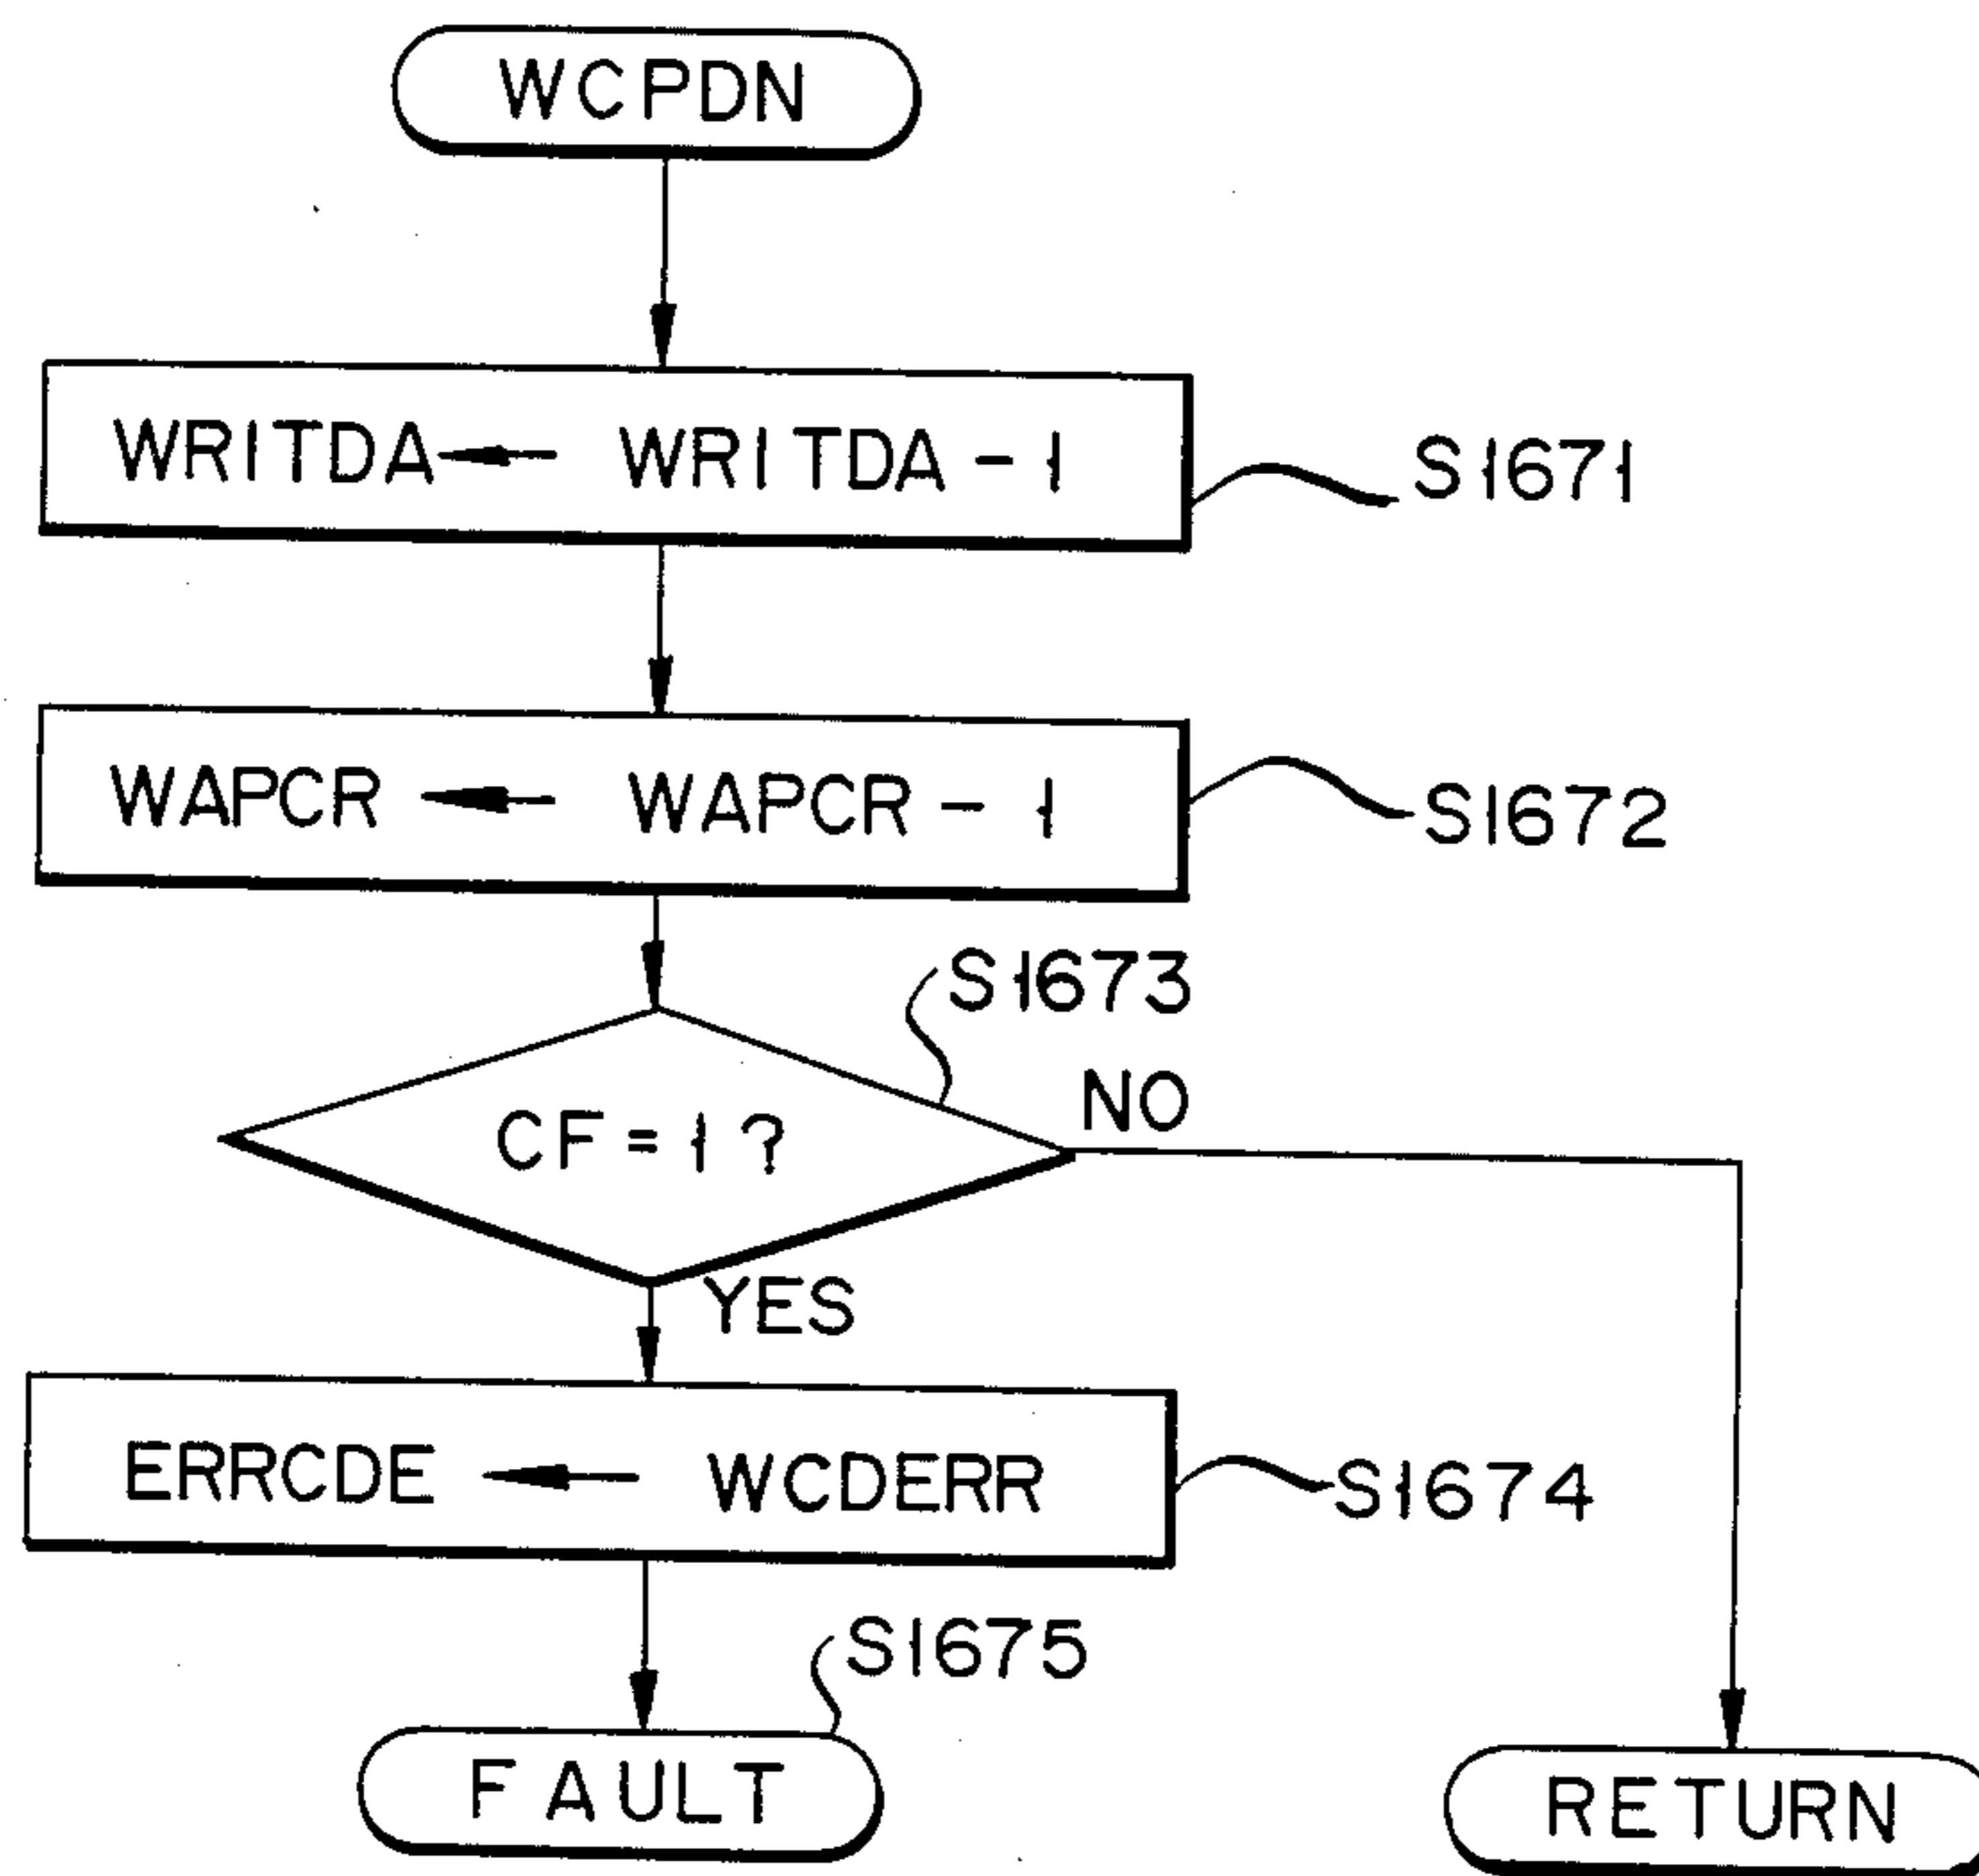 WCPDN
WRITDA ← WRITDA - 1
S1671
WAPCR ← WAPCR - 1
S1672
S1673
CF = 1 ?
NO
YES
ERRCDE ← WCDERR
S1674
S1675
FAULT
RETURN